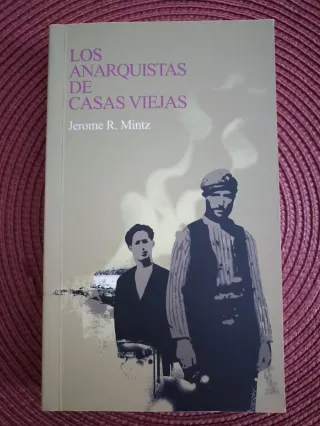 LOS
ANARQUISTAS
DE
CASAS VIEJAS
Jerome R. Mintz